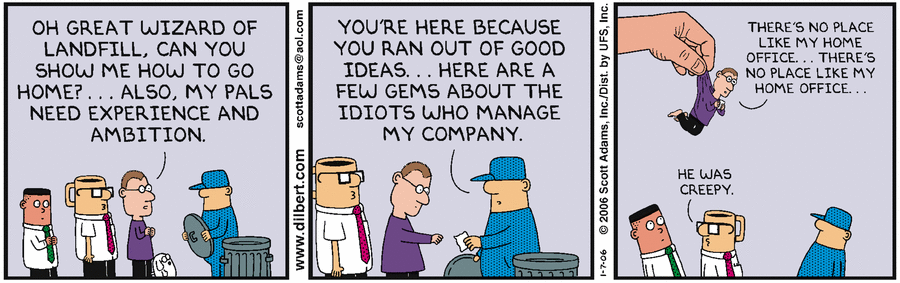 OH GREAT WIZARD OF
LANDFILL, CAN YOU
SHOW ME HOW TO GO
HOME?... ALSO, MY PALS
NEED EXPERIENCE AND
AMBITION.
scottadams@aol.com
www.dilbert.com
YOU'RE HERE BECAUSE
YOU RAN OUT OF GOOD
IDEAS... HERE ARE A
FEW GEMS ABOUT THE
IDIOTS WHO MANAGE
MY COMPANY.
1-7-06 © 2006 Scott Adams, Inc./Dist. by UFS, Inc.
THERE'S NO PLACE
LIKE MY HOME
OFFICE... THERE'S
NO PLACE LIKE MY
HOME OFFICE...
HE WAS
CREEPY.